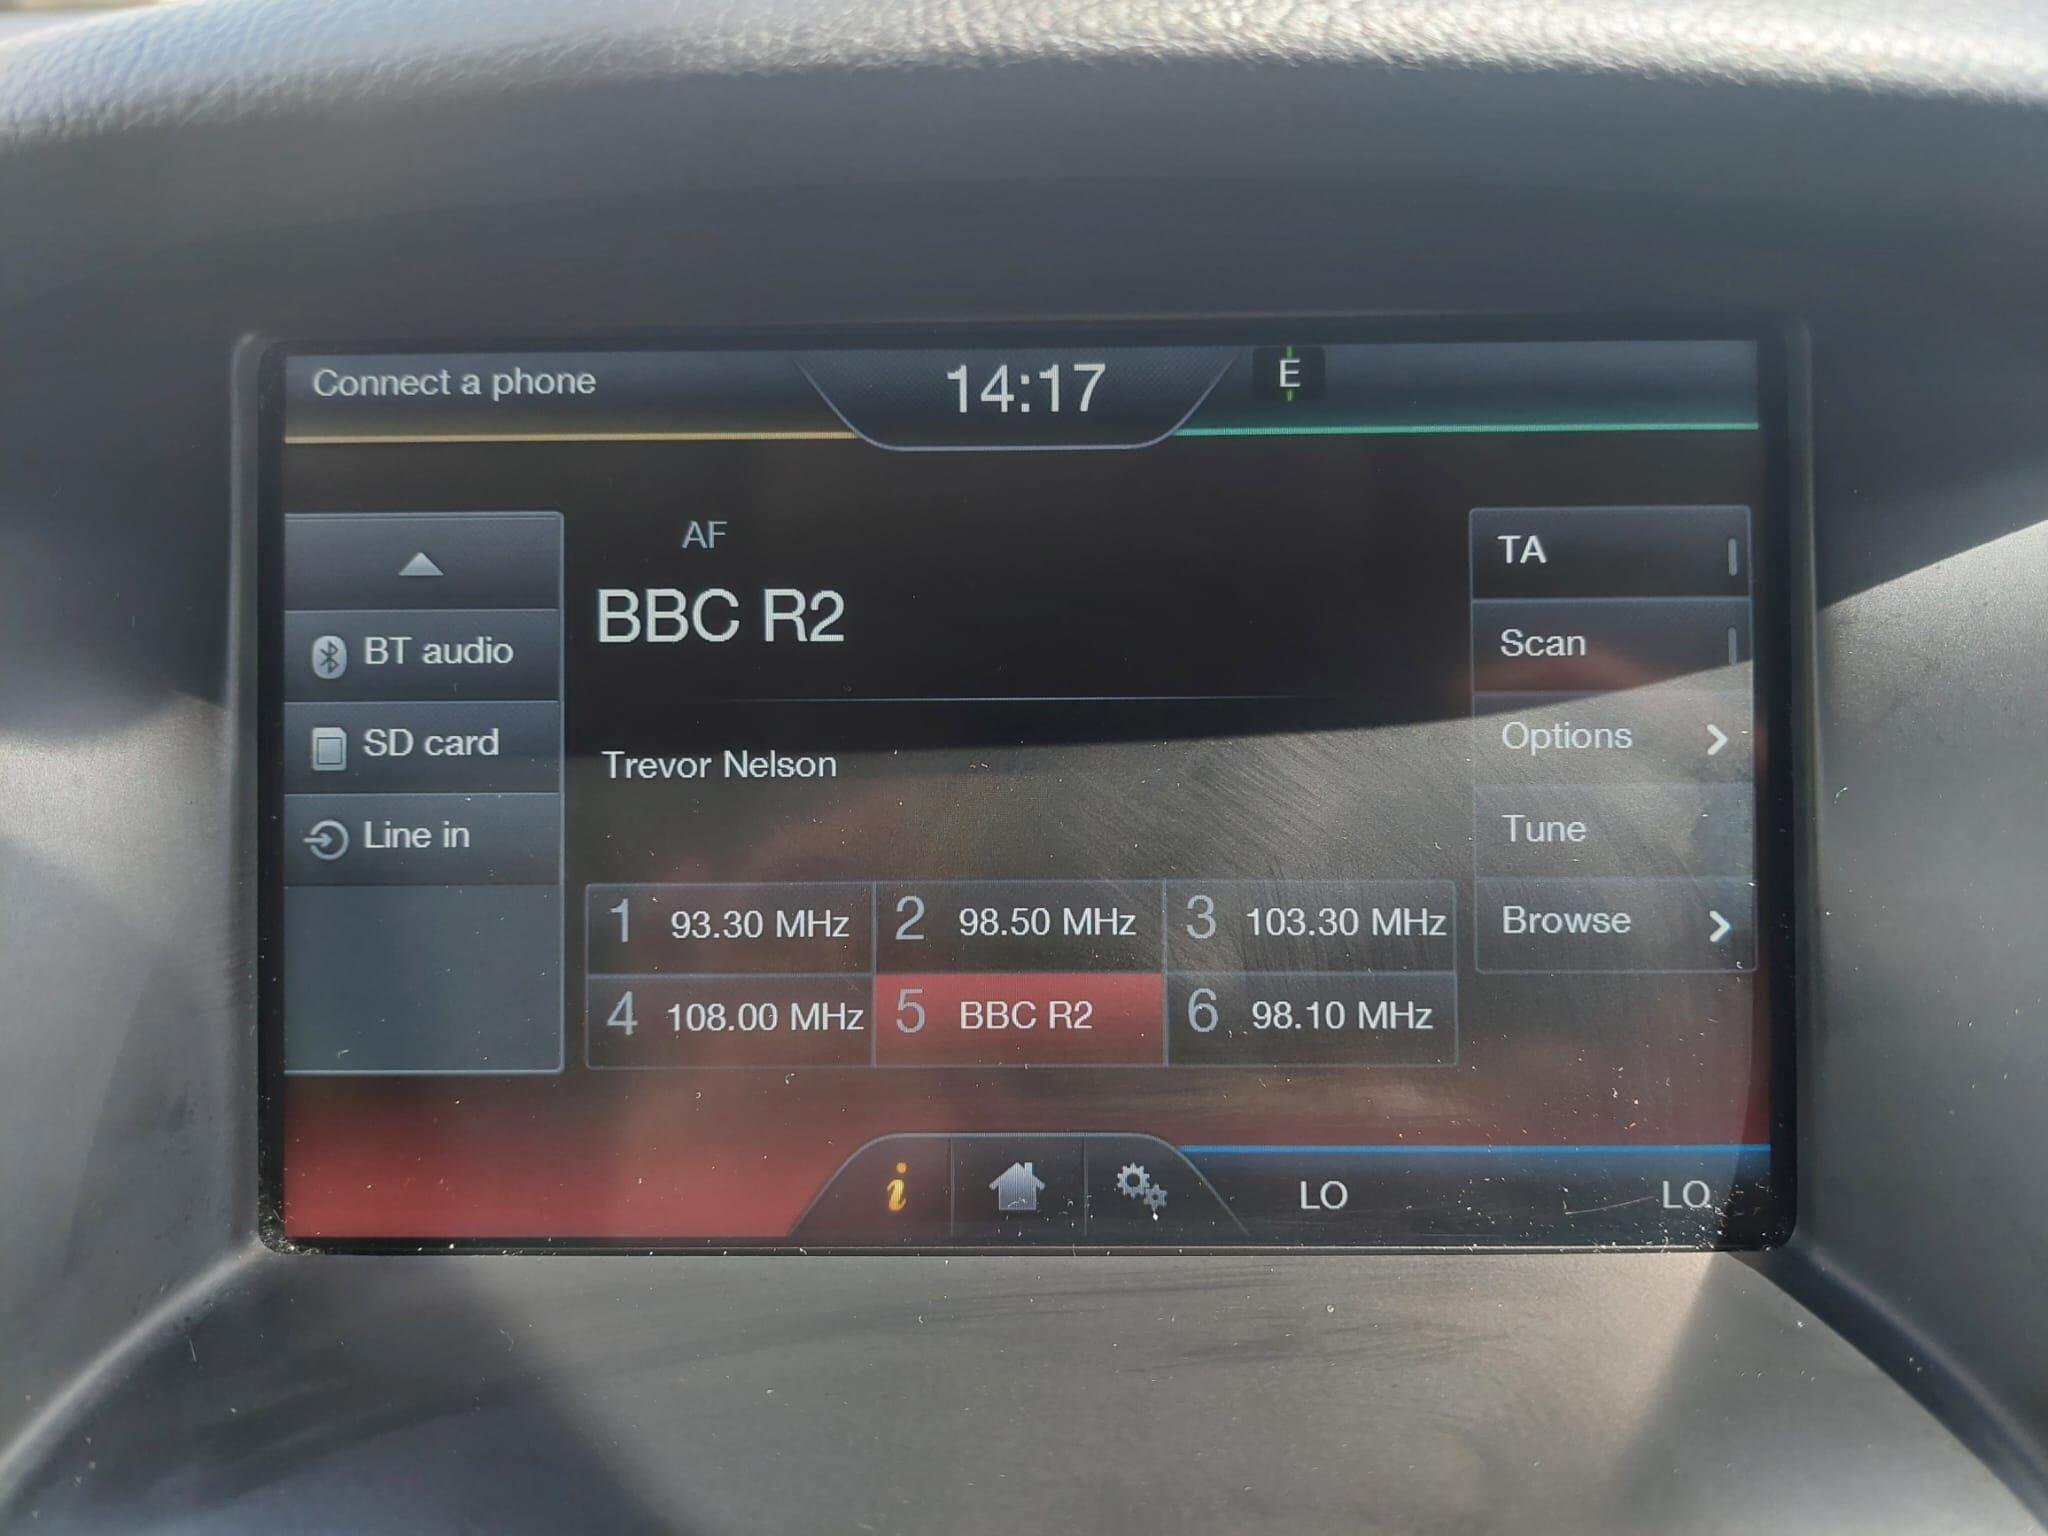 Connect a phone
14:17
E
AF
BBC R2
Trevor Nelson
BT audio
SD card
Line in
TA
Scan
Options
Tune
Browse
1 93.30 MHz
2 98.50 MHz
3 103.30 MHz
4 108.00 MHz
5 BBC R2
6 98.10 MHz
i
LO
LO